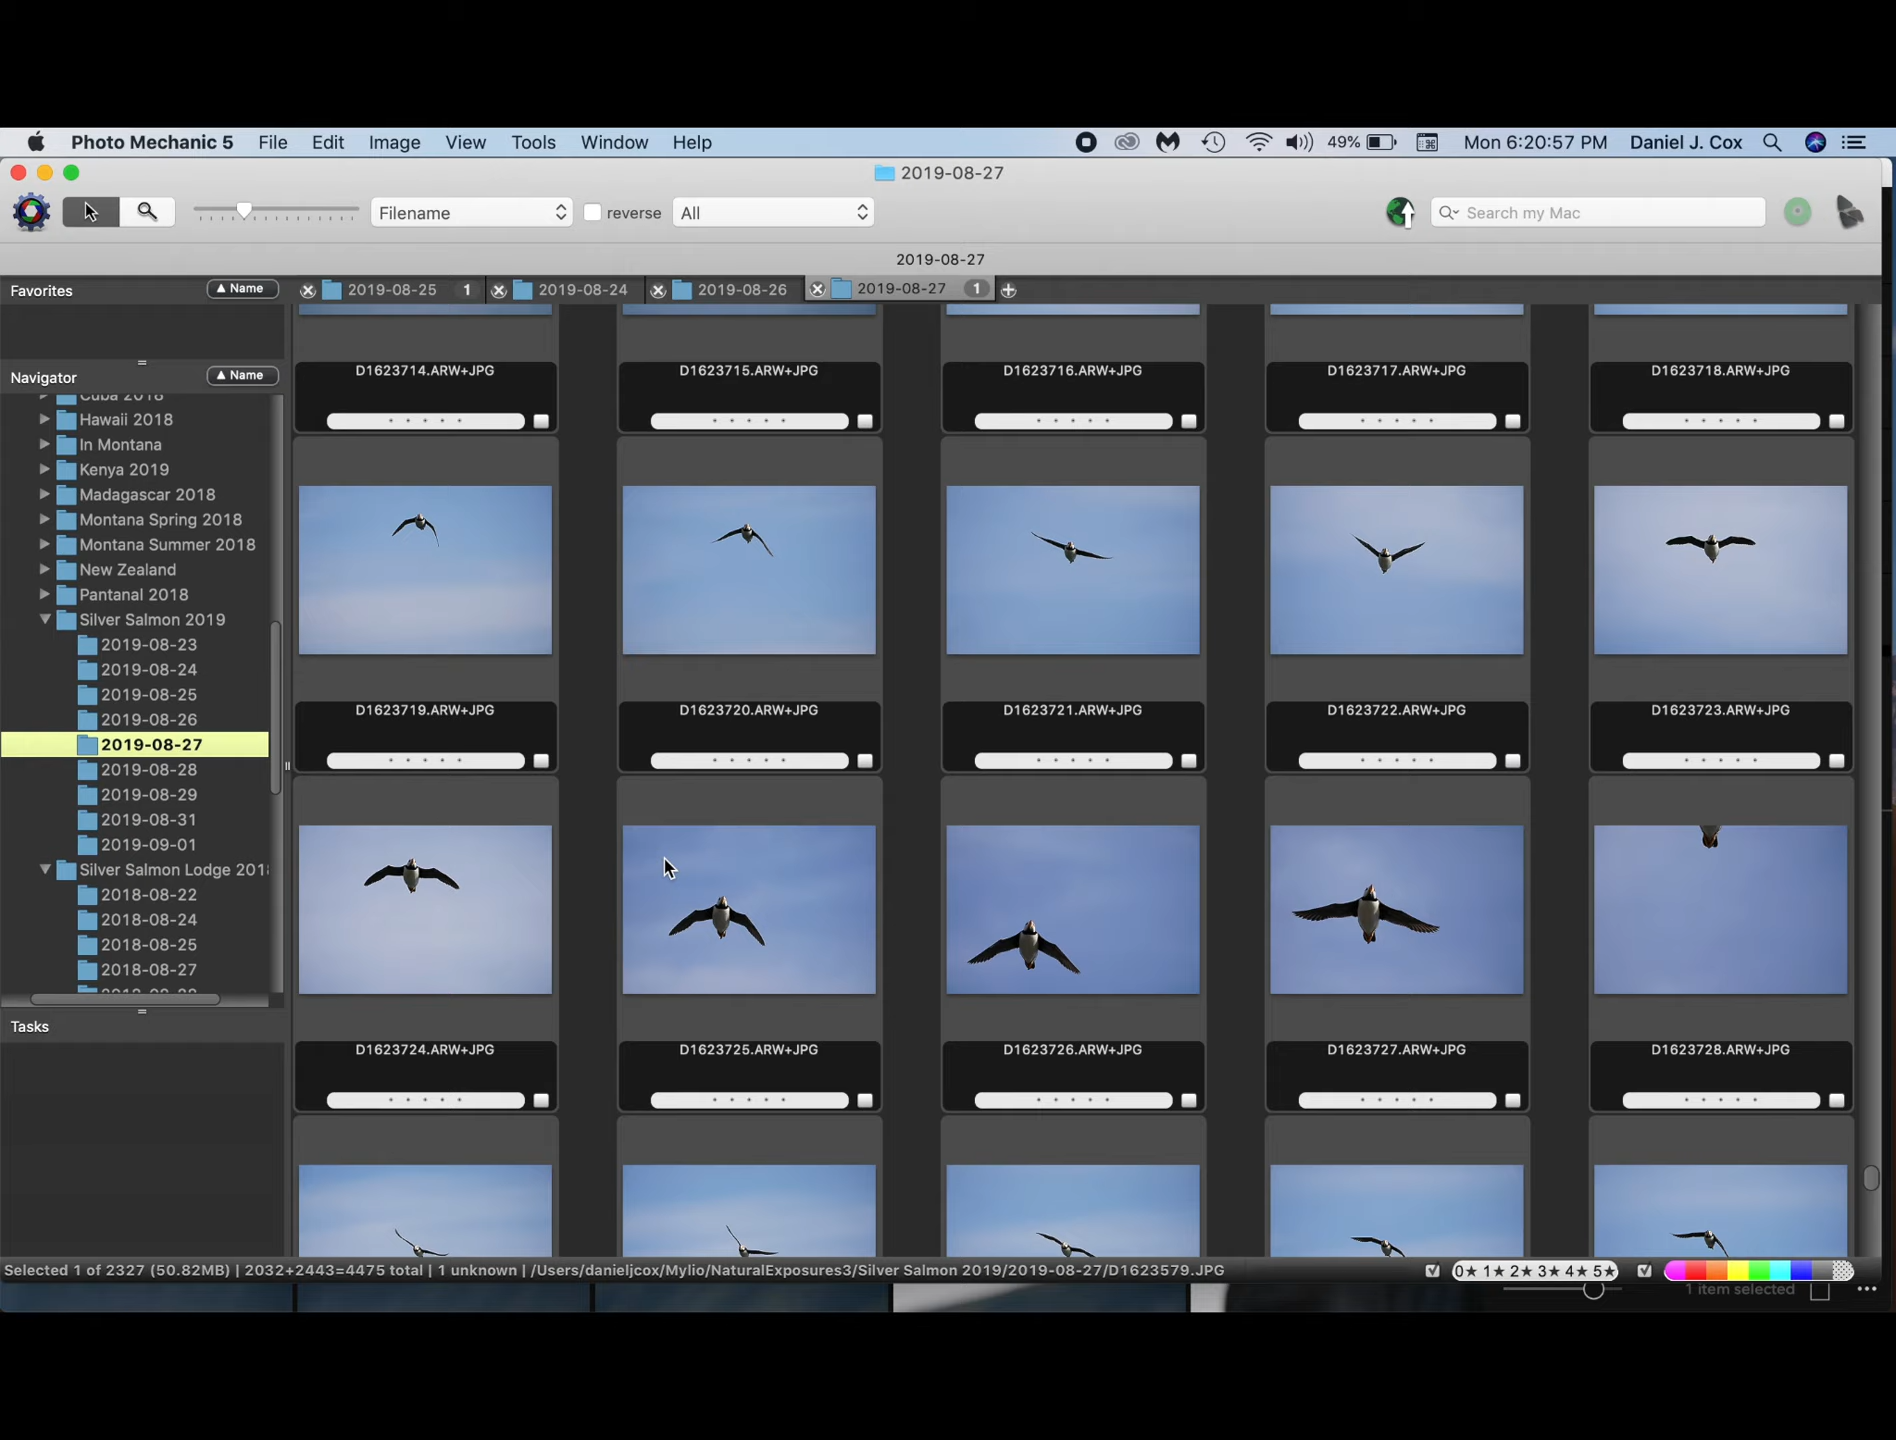 Photo Mechanic 5 File Edit Image View Tools Window Help 49% Mon 6:20:57 PM Daniel J. Cox
2019-08-27
Filename reverse All Search my Mac
2019-08-27
Favorites Name
2019-08-25 1 2019-08-24 2019-08-26 2019-08-27 1
Navigator Name
Cuba 2018
Hawaii 2018
In Montana
Kenya 2019
Madagascar 2018
Montana Spring 2018
Montana Summer 2018
New Zealand
Pantanal 2018
Silver Salmon 2019
2019-08-23
2019-08-24
2019-08-25
2019-08-26
2019-08-27
2019-08-28
2019-08-29
2019-08-31
2019-09-01
Silver Salmon Lodge 201
2018-08-22
2018-08-24
2018-08-25
2018-08-27
2018-08-28
Tasks
D1623714.ARW+JPG D1623715.ARW+JPG D1623716.ARW+JPG D1623717.ARW+JPG D1623718.ARW+JPG
D1623719.ARW+JPG D1623720.ARW+JPG D1623721.ARW+JPG D1623722.ARW+JPG D1623723.ARW+JPG
D1623724.ARW+JPG D1623725.ARW+JPG D1623726.ARW+JPG D1623727.ARW+JPG D1623728.ARW+JPG
Selected 1 of 2327 (50.82MB) | 2032+2443=4475 total | 1 unknown | /Users/danieljcox/Mylio/NaturalExposures3/Silver Salmon 2019/2019-08-27/D1623579.JPG 0★ 1★ 2★ 3★ 4★ 5★
1 item selected